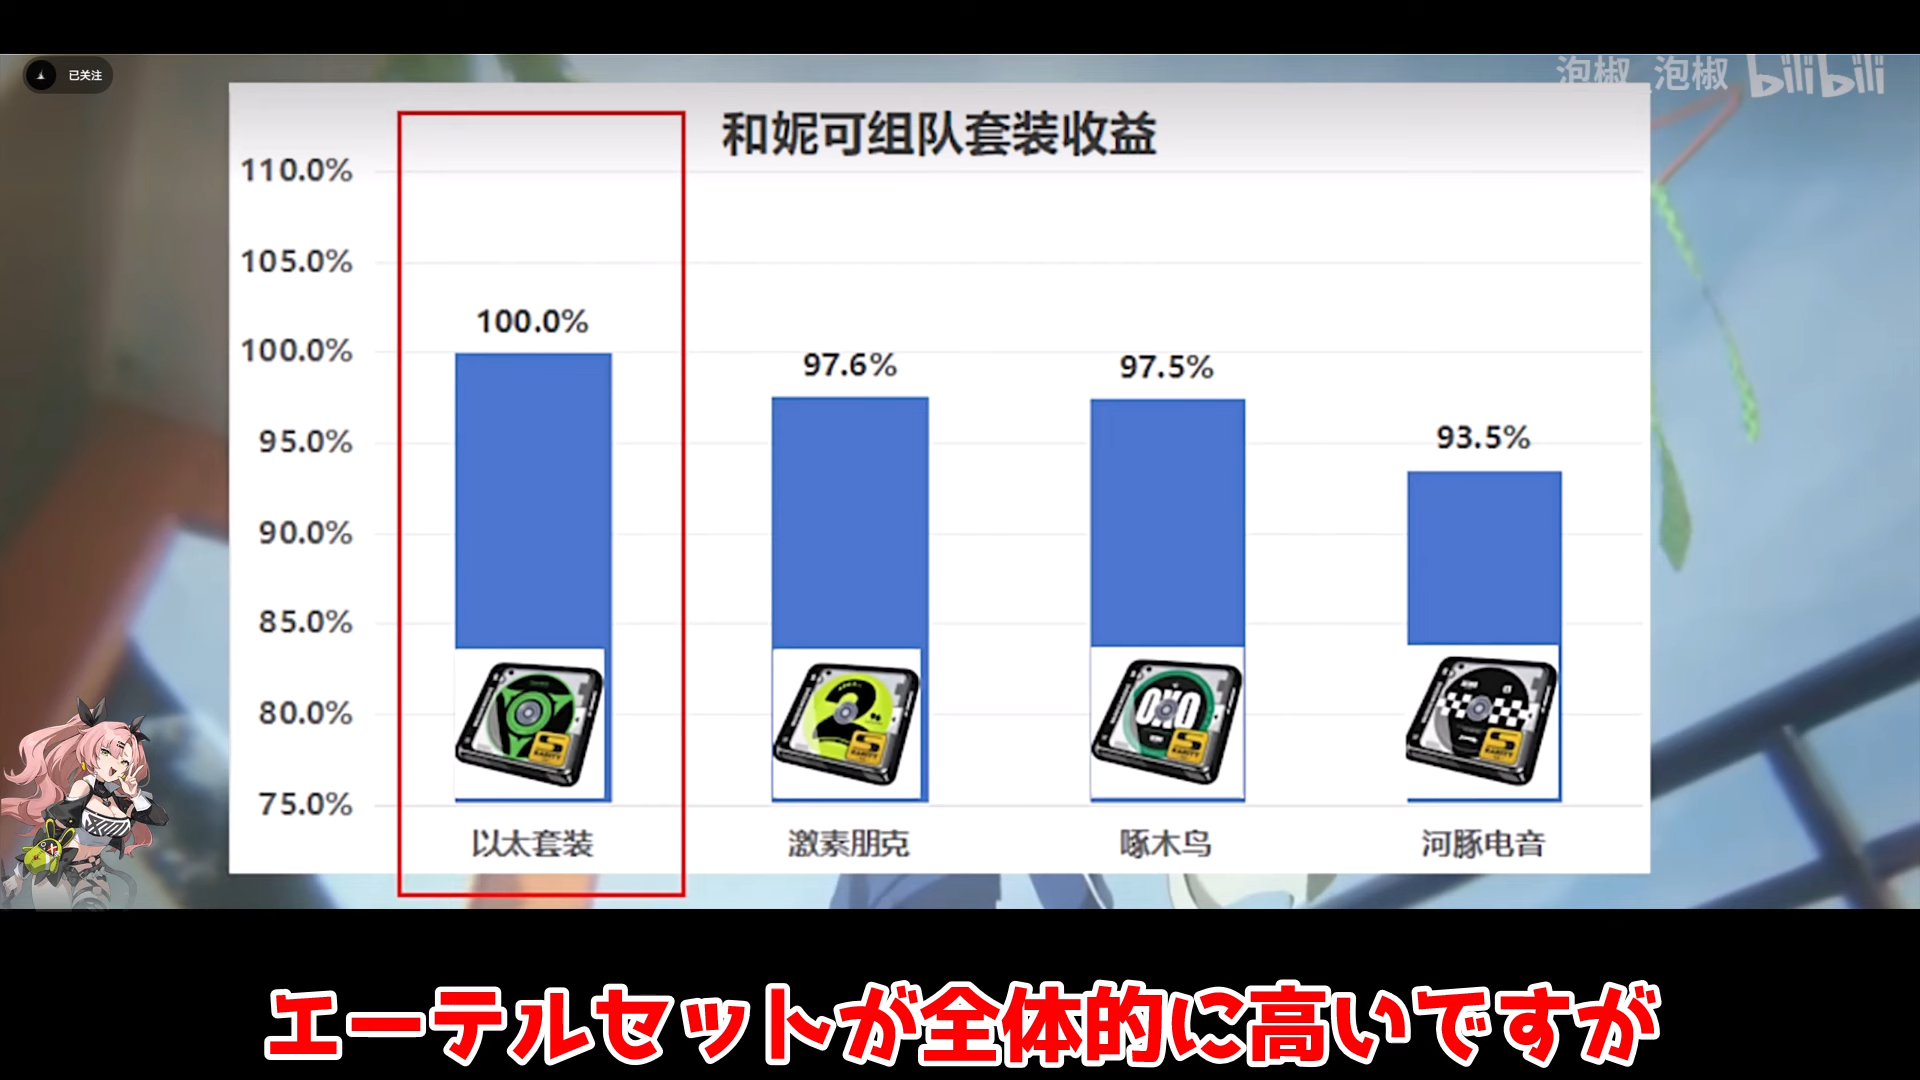 已关注
泡椒_泡椒 bilibili
和妮可组队套装收益
110.0%
105.0%
100.0%
95.0%
90.0%
85.0%
80.0%
75.0%
100.0%
97.6%
97.5%
93.5%
以太套装
激素朋克
啄木鸟
河豚电音
エーテルセットが全体的に高いですが